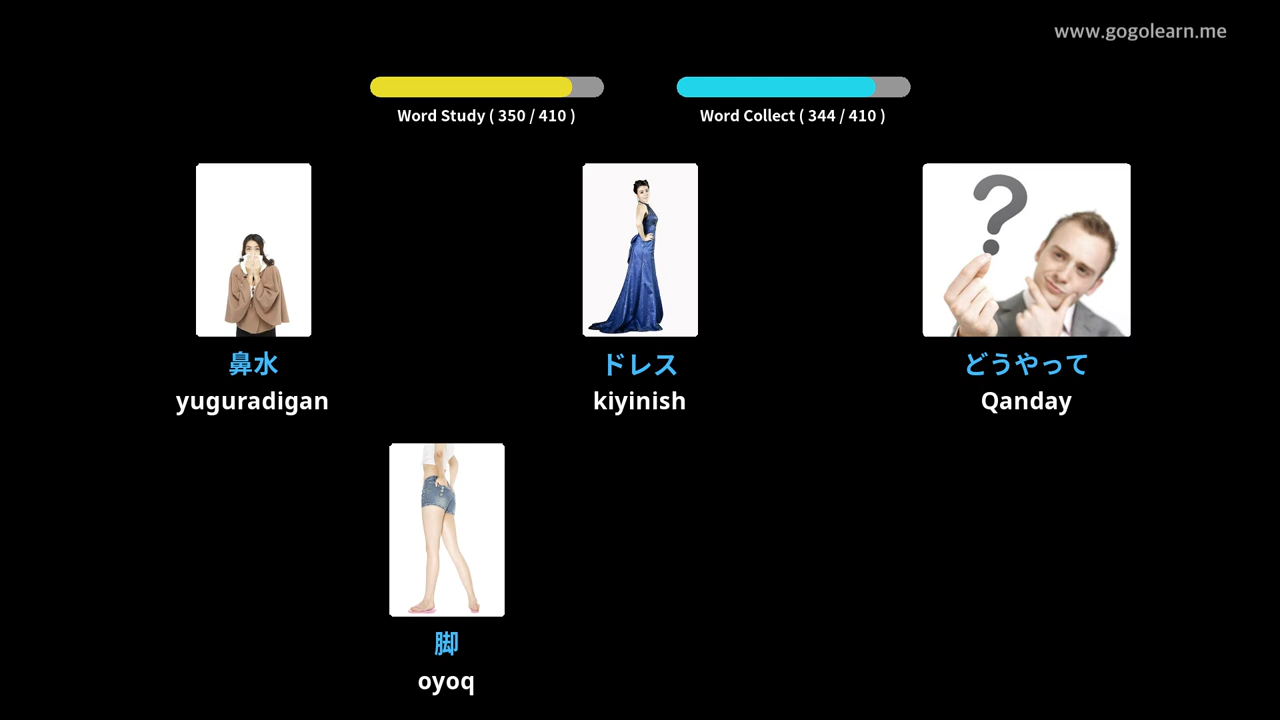 www.gogolearn.me
Word Study ( 350 / 410 )
Word Collect ( 344 / 410 )
鼻水
yuguradigan
ドレス
kiyinish
どうやって
Qanday
脚
oyoq